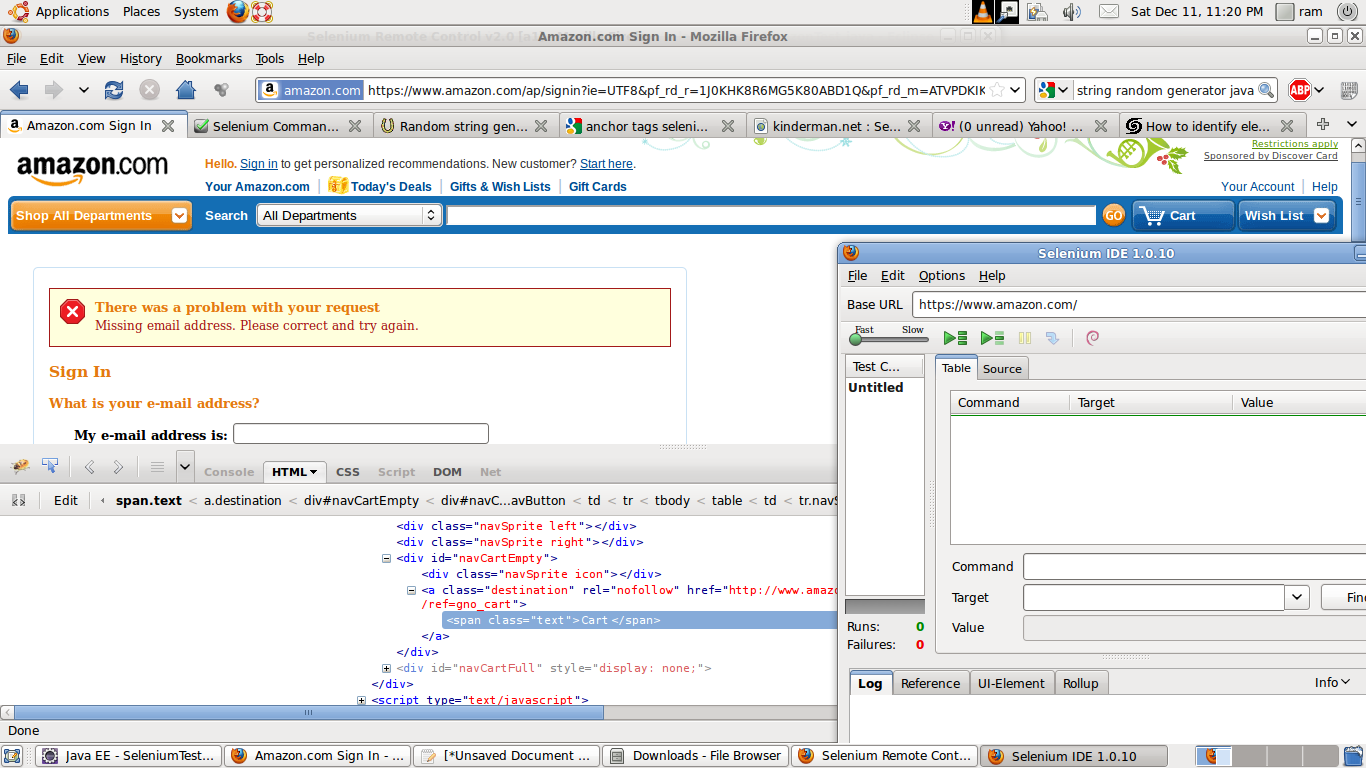 Applications Places System Sat Dec 11, 11:20 PM ram
Amazon.com Sign In - Mozilla Firefox
File Edit View History Bookmarks Tools Help
amazon.com https://www.amazon.com/ap/signin?ie=UTF8&pf_rd_r=1J0KHK8R6MG5K80ABD1Q&pf_rd_m=ATVPDKIK string random generator java ABP
Amazon.com Sign In Selenium Comman... Random string gen... anchor tags seleni... kinderman.net : Se... (0 unread) Yahoo! ... How to identify ele...
amazon.com
Restrictions apply
Hello. Sign in to get personalized recommendations. New customer? Start here.
Sponsored by Discover Card
Your Amazon.com Today's Deals Gifts & Wish Lists Gift Cards Your Account Help
Shop All Departments Search All Departments GO Cart Wish List
There was a problem with your request
Missing email address. Please correct and try again.
Sign In
What is your e-mail address?
My e-mail address is:
Selenium IDE 1.0.10
File Edit Options Help
Base URL https://www.amazon.com/
Fast Slow
Test C... Table Source
Untitled
Command Target Value
Command
Target Find
Value
Runs: 0
Failures: 0
Log Reference UI-Element Rollup Info
Console HTML CSS Script DOM Net
Edit span.text < a.destination < div#navCartEmpty < div#navC...avButton < td < tr < tbody < table < td < tr.navS
<div class="navSprite left"></div>
<div class="navSprite right"></div>
<div id="navCartEmpty">
<div class="navSprite icon"></div>
<a class="destination" rel="nofollow" href="http://www.amazo
/ref=gno_cart">
<span class="text">Cart</span>
</a>
</div>
<div id="navCartFull" style="display: none;">
</div>
<script type="text/javascript">
Done
Java EE - SeleniumTest... Amazon.com Sign In - ... [*Unsaved Document ... Downloads - File Browser Selenium Remote Cont... Selenium IDE 1.0.10